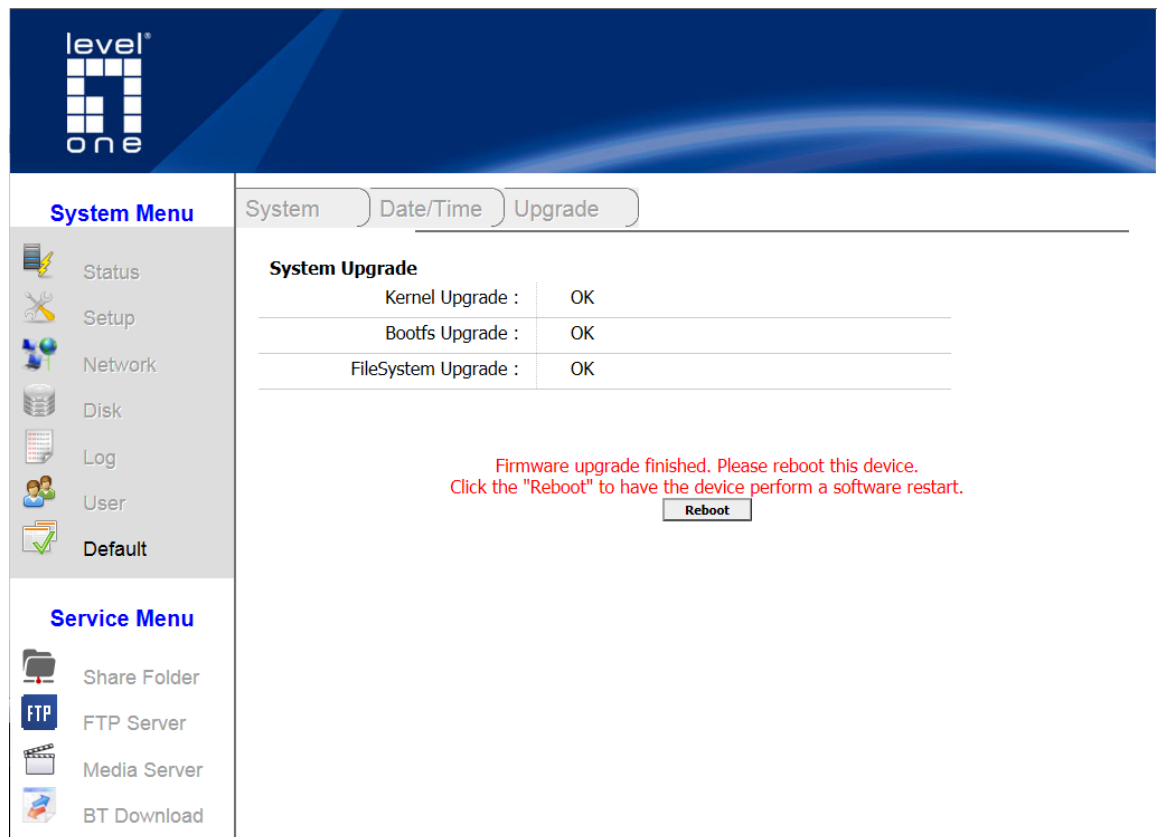 level®
one
System Menu
Status
Setup
Network
Disk
Log
User
Default
Service Menu
Share Folder
FTP
FTP Server
Media Server
BT Download
System Date/Time Upgrade
System Upgrade
Kernel Upgrade : OK
Bootfs Upgrade : OK
FileSystem Upgrade : OK
Firmware upgrade finished. Please reboot this device.
Click the "Reboot" to have the device perform a software restart.
Reboot